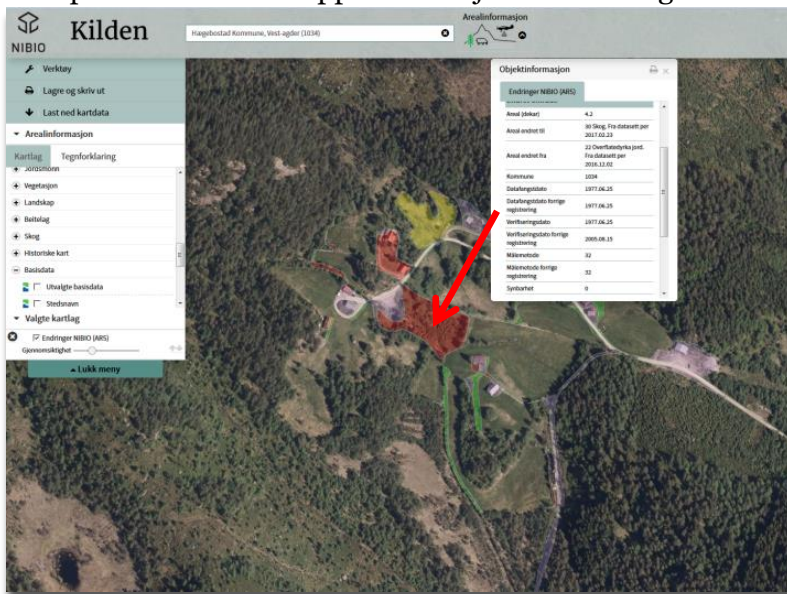 Kilden
NIBIO
Hægebostad Kommune, Vest-agder (1034)
Arealinformasjon
Verktøy
Lagre og skriv ut
Last ned kartdata
Arealinformasjon
Kartlag
Tegnforklaring
Jordsmonn
Vegetasjon
Landskap
Beltelag
Skog
Historiske kart
Basisdata
Utvalgte basisdata
Stedsnavn
Valgte kartlag
Endringer NIBIO (AR5)
Gjennomsiktighet
Lukk meny
Objektinformasjon
Endringer NIBIO (AR5)
Areal (dekar) 4.2
Areal endret til 30 Skog. Fra datasett per
2017.02.23
Areal endret fra 22 Overflatedyrka jord.
Fra datasett per
2016.12.02
Kommune 1034
Datafangstdato 1977.06.25
Datafangstdato forrige
registrering 1977.06.25
Verifiseringsdato 1977.06.25
Verifiseringsdato forrige
registrering 2005.08.15
Målemetode 32
Målemetode forrige
registrering 32
Synbarhet 0